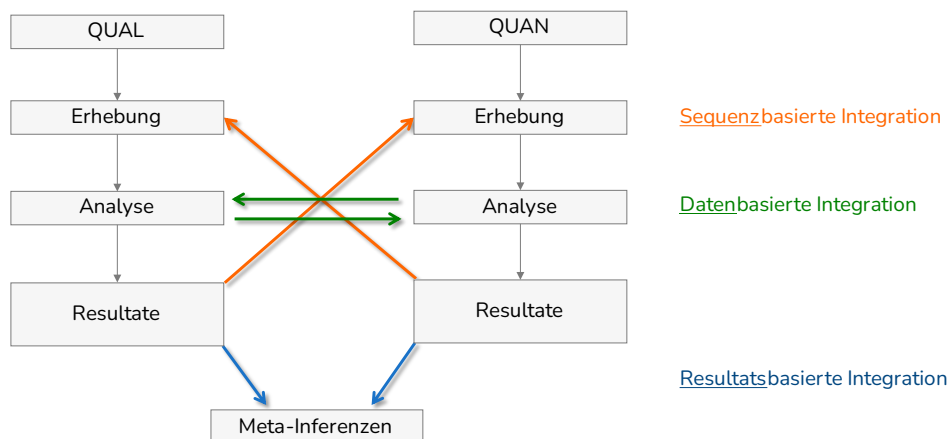 QUAL
QUAN
Erhebung
Erhebung
Sequenzbasierte Integration
Analyse
Analyse
Datenbasierte Integration
Resultate
Resultate
Resultatsbasierte Integration
Meta-Inferenzen